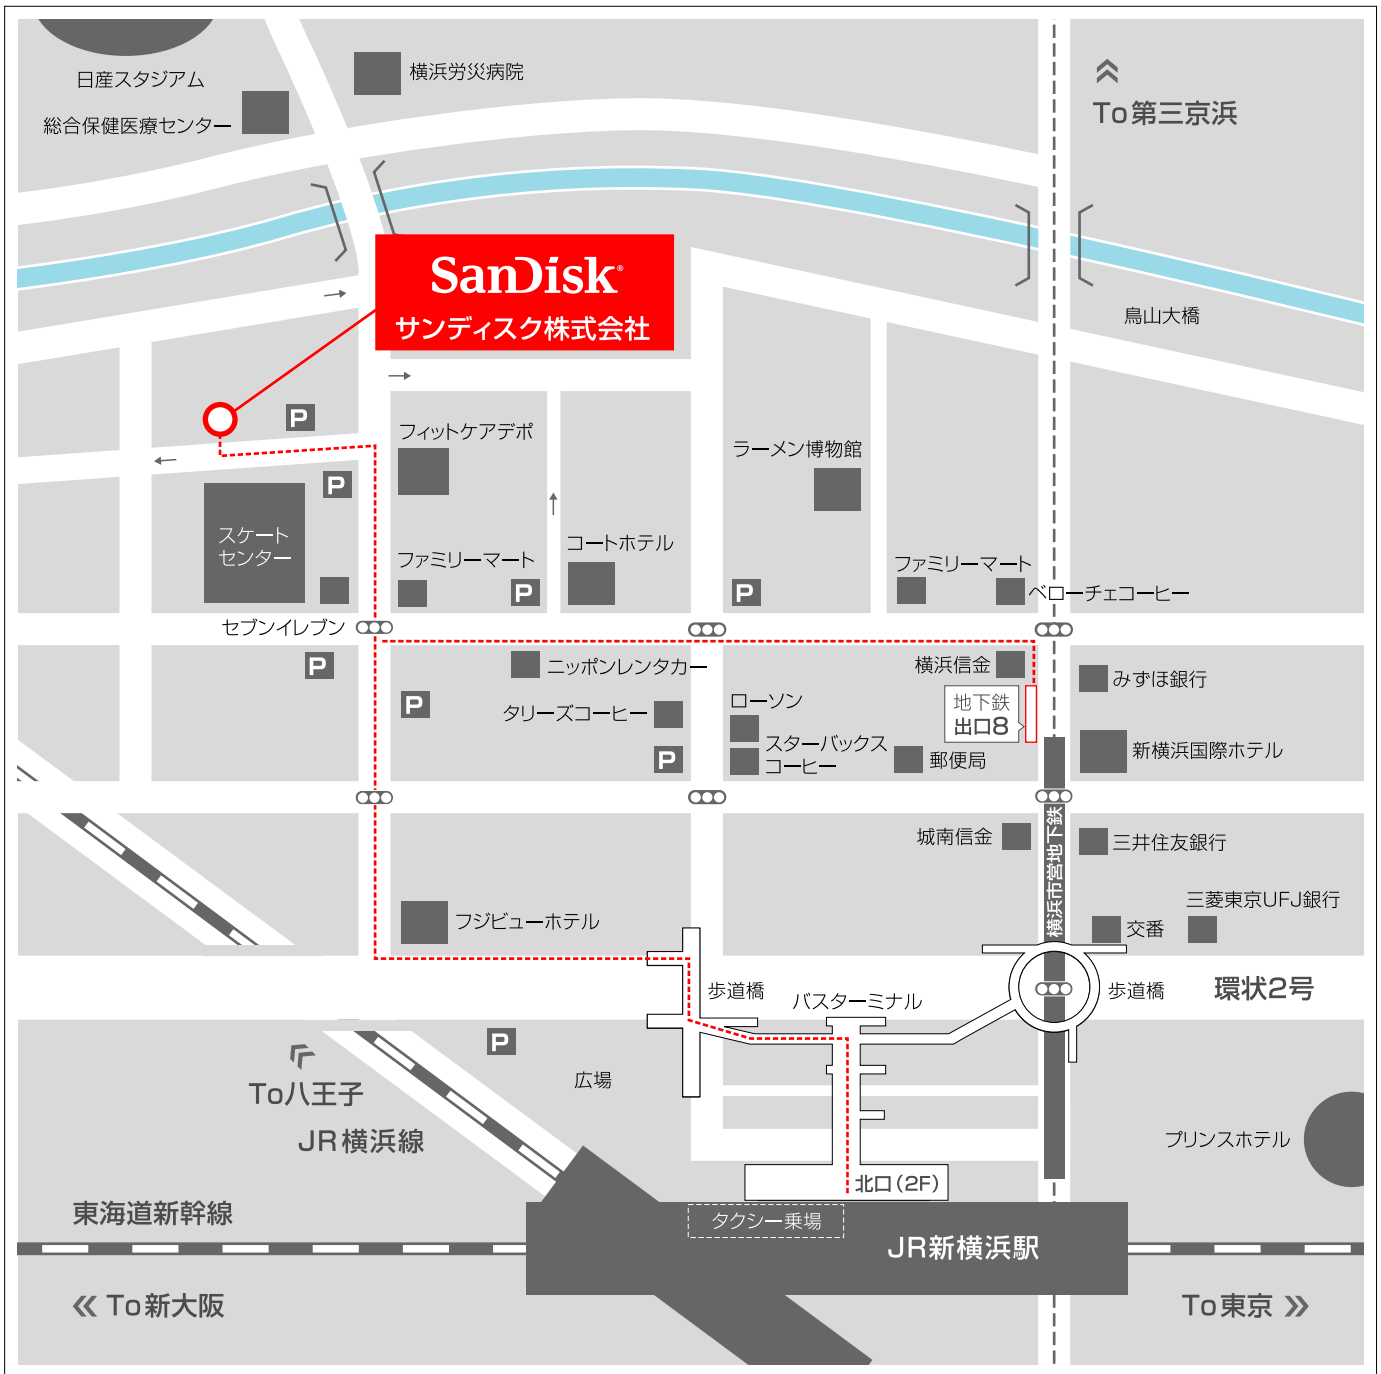 日産スタジアム
横浜労災病院
総合保健医療センター
To第三京浜
SanDisk®
サンディスク株式会社
鳥山大橋
P
フィットケアデポ
ラーメン博物館
P
スケート
センター
コートホテル
ファミリーマート
ファミリーマート
P
P
ベローチェコーヒー
セブンイレブン
P
ニッポンレンタカー
横浜信金
みずほ銀行
P
タリーズコーヒー
ローソン
地下鉄
出口8
スターバックス
コーヒー
P
郵便局
新横浜国際ホテル
横浜市営地下鉄
城南信金
三井住友銀行
フジビューホテル
三菱東京UFJ銀行
交番
歩道橋
バスターミナル
歩道橋
環状2号
P
広場
To八王子
JR横浜線
プリンスホテル
北口(2F)
東海道新幹線
タクシー乗場
JR新横浜駅
To新大阪
To東京